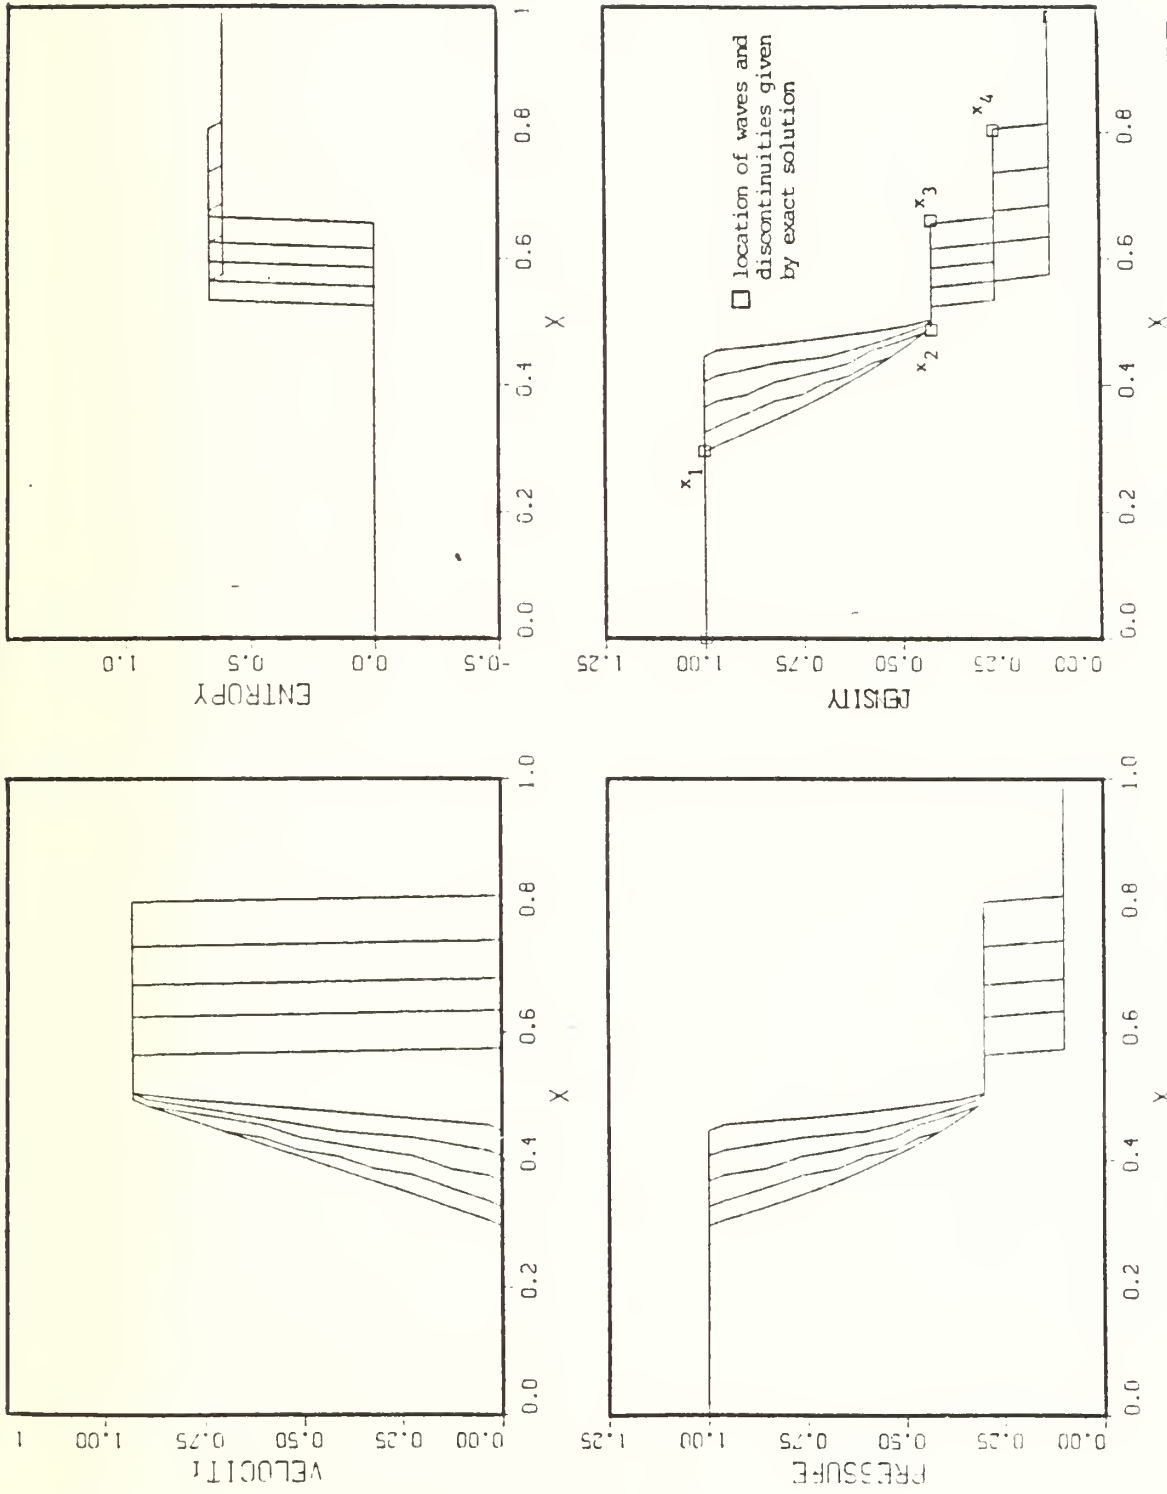 ENTROPY
-0.5 0.0 0.5 1.0
0.0 0.2 0.4 0.6 0.8 1
X
DENSITY
0.00 0.25 0.50 0.75 1.00 1.25
0.0 0.2 0.4 0.6 0.8
X
x1
x2
x3
x4
location of waves and
discontinuities given
by exact solution
VELOCITY
0.00 0.25 0.50 0.75 1.00 1
0.0 0.2 0.4 0.6 0.8 1.0
X
PRESSURE
0.00 0.25 0.50 0.75 1.00 1.25
0.0 0.2 0.4 0.6 0.8 1.0
X